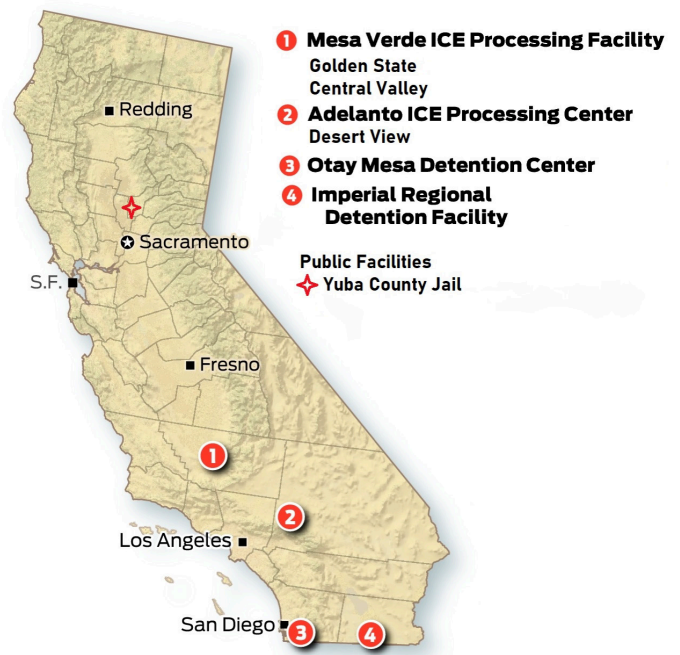 1 Mesa Verde ICE Processing Facility
Golden State
Central Valley
2 Adelanto ICE Processing Center
Desert View
3 Otay Mesa Detention Center
4 Imperial Regional
Detention Facility
Public Facilities
Yuba County Jail
Redding
Sacramento
S.F.
Fresno
1
2
Los Angeles
San Diego
3
4